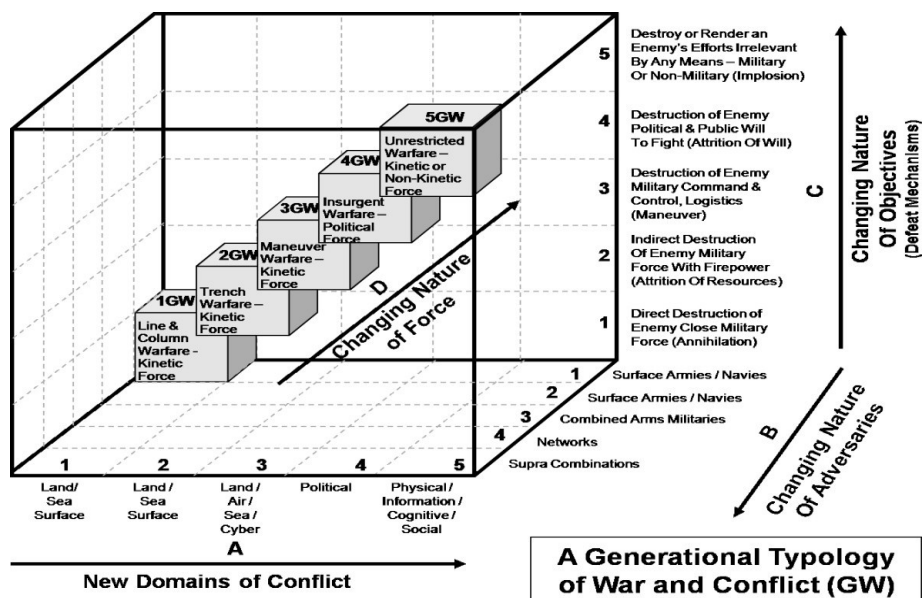 5GW
Unrestricted
Warfare –
Kinetic or
Non-Kinetic
Force
4GW
Insurgent
Warfare –
Political
Force
3GW
Maneuver
Warfare –
Kinetic
Force
2GW
Trench
Warfare –
Kinetic
Force
1GW
Line &
Column
Warfare -
Kinetic
Force
D
Changing Nature
of Force
5
Destroy or Render an
Enemy's Efforts Irrelevant
By Any Means – Military
Or Non-Military (Implosion)
4
Destruction of Enemy
Political & Public Will
To Fight (Attrition Of Will)
3
Destruction of Enemy
Military Command &
Control, Logistics
(Maneuver)
2
Indirect Destruction
Of Enemy Military
Force With Firepower
(Attrition Of Resources)
1
Direct Destruction of
Enemy Close Military
Force (Annihilation)
C
Changing Nature
Of Objectives
(Defeat Mechanisms)
1 Surface Armies / Navies
2 Surface Armies / Navies
3 Combined Arms Militaries
4 Networks
Supra Combinations
B
Changing Nature
Of Adversaries
1
Land/
Sea
Surface
2
Land /
Sea
Surface
3
Land /
Air /
Sea /
Cyber
4
Political
5
Physical /
Information /
Cognitive /
Social
A
New Domains of Conflict
A Generational Typology
of War and Conflict (GW)